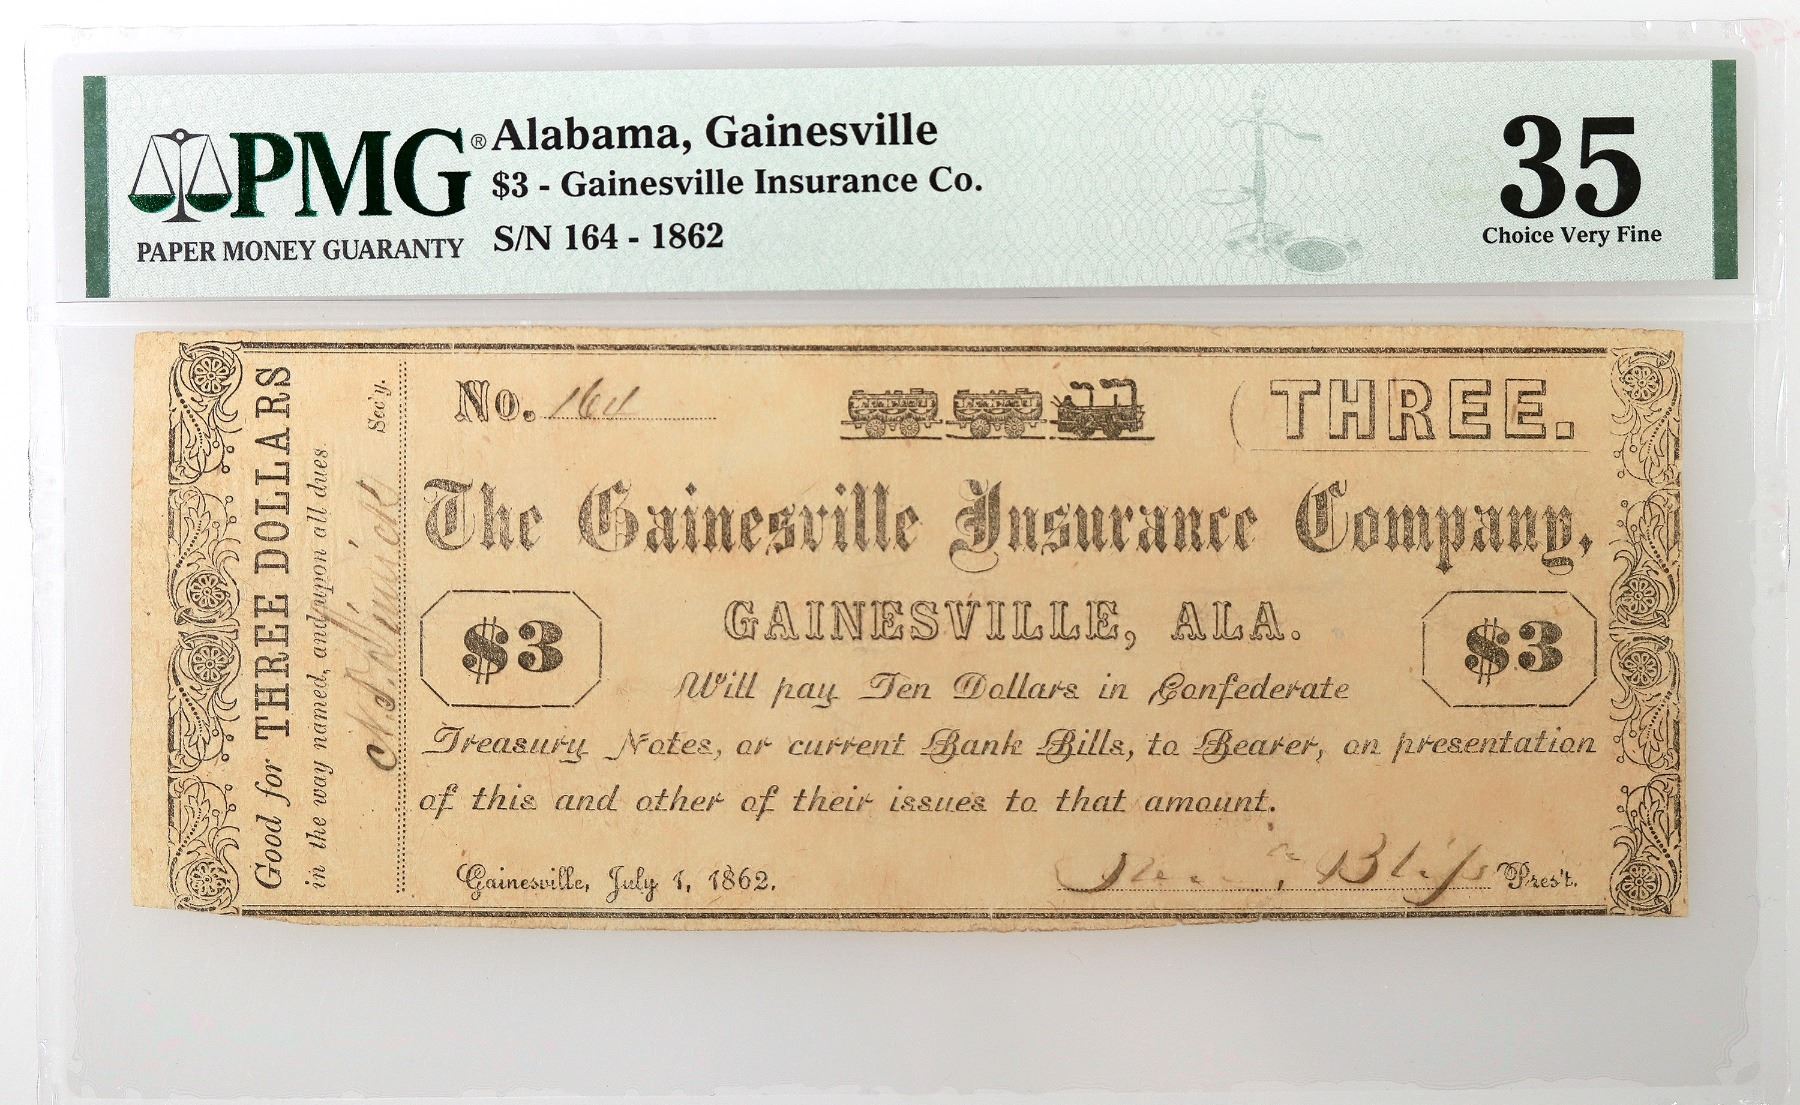 PMG®
PAPER MONEY GUARANTY
Alabama, Gainesville
$3 - Gainesville Insurance Co.
S/N 164 - 1862
35
Choice Very Fine
Good for THREE DOLLARS
in the way named, and upon all dues
Sec'y.
No. 164
THREE.
The Gainesville Insurance Company,
$3
GAINESVILLE, ALA.
$3
Will pay Ten Dollars in Confederate
Treasury Notes, or current Bank Bills, to Bearer, on presentation
of this and other of their issues to that amount.
Gainesville, July 1, 1862.
Pres't.